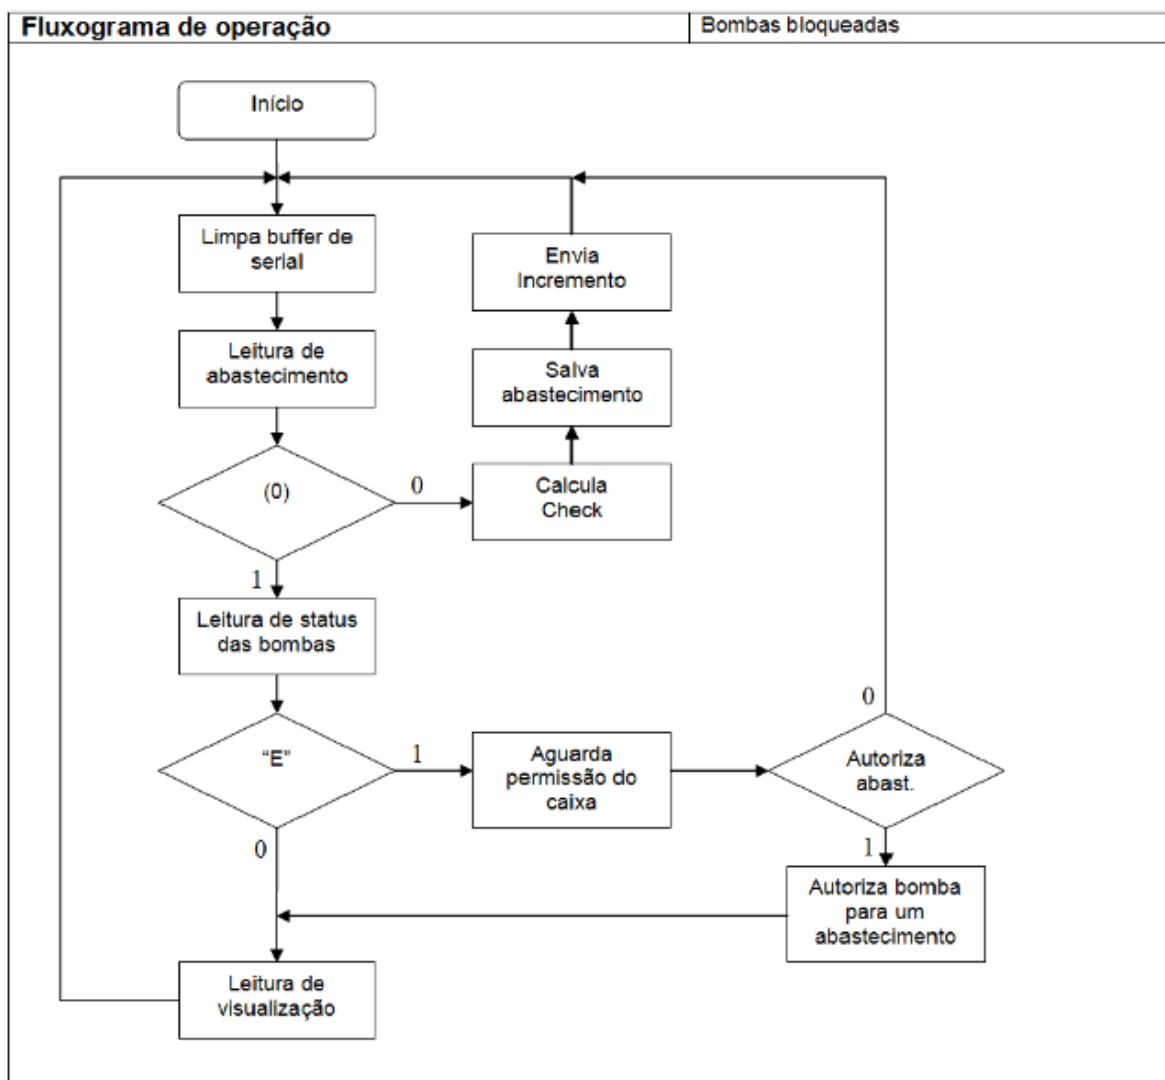 Fluxograma de operação
Bombas bloqueadas
Início
Limpa buffer de
serial
Envia
Incremento
Leitura de
abastecimento
Salva
abastecimento
(0)
0
Calcula
Check
1
Leitura de status
das bombas
0
"E"
1
Aguarda
permissão do
caixa
Autoriza
abast.
0
1
Autoriza bomba
para um
abastecimento
Leitura de
visualização